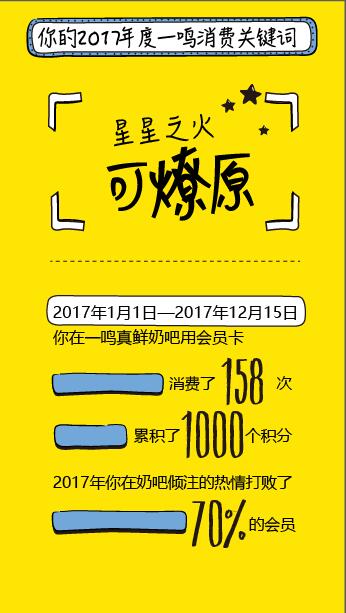 你的2017年度一鸣消费关键词
星星之火
可燎原
2017年1月1日—2017年12月15日
你在一鸣真鲜奶吧用会员卡
消费了 158 次
累积了 1000 个积分
2017年你在奶吧倾注的热情打败了
70% 的会员